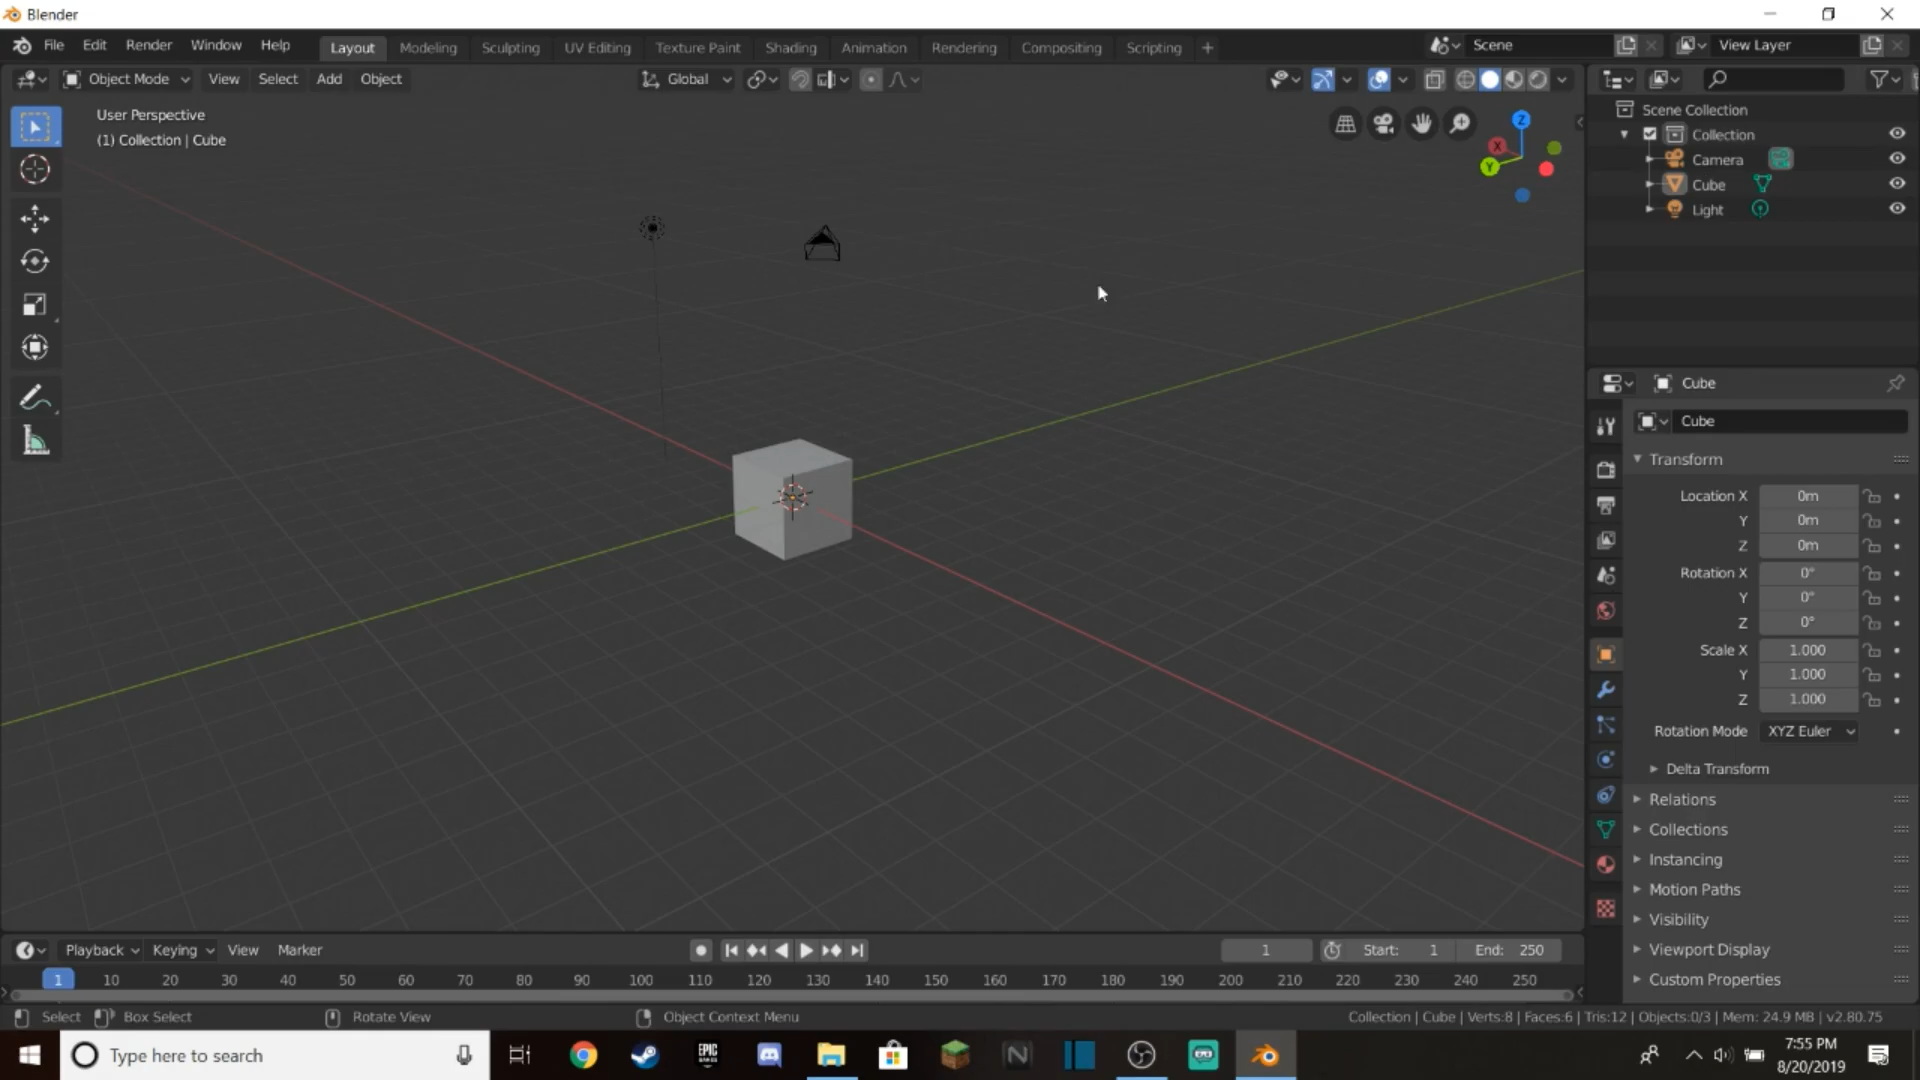 Blender
File Edit Render Window Help Layout Modeling Sculpting UV Editing Texture Paint Shading Animation Rendering Compositing Scripting + Scene View Layer
Object Mode View Select Add Object Global
User Perspective
(1) Collection | Cube
Z
X
Y
Scene Collection
Collection
Camera
Cube
Light
Cube
Cube
Transform
Location X 0m
Y 0m
Z 0m
Rotation X 0°
Y 0°
Z 0°
Scale X 1.000
Y 1.000
Z 1.000
Rotation Mode XYZ Euler
Delta Transform
Relations
Collections
Instancing
Motion Paths
Visibility
Viewport Display
Custom Properties
Playback Keying View Marker 1 Start: 1 End: 250
1 10 20 30 40 50 60 70 80 90 100 110 120 130 140 150 160 170 180 190 200 210 220 230 240 250
Select Box Select Rotate View Object Context Menu Collection | Cube | Verts:8 | Faces:6 | Tris:12 | Objects:0/3 | Mem: 24.9 MB | v2.80.75
Type here to search
EPIC
GAMES
N
7:55 PM
8/20/2019